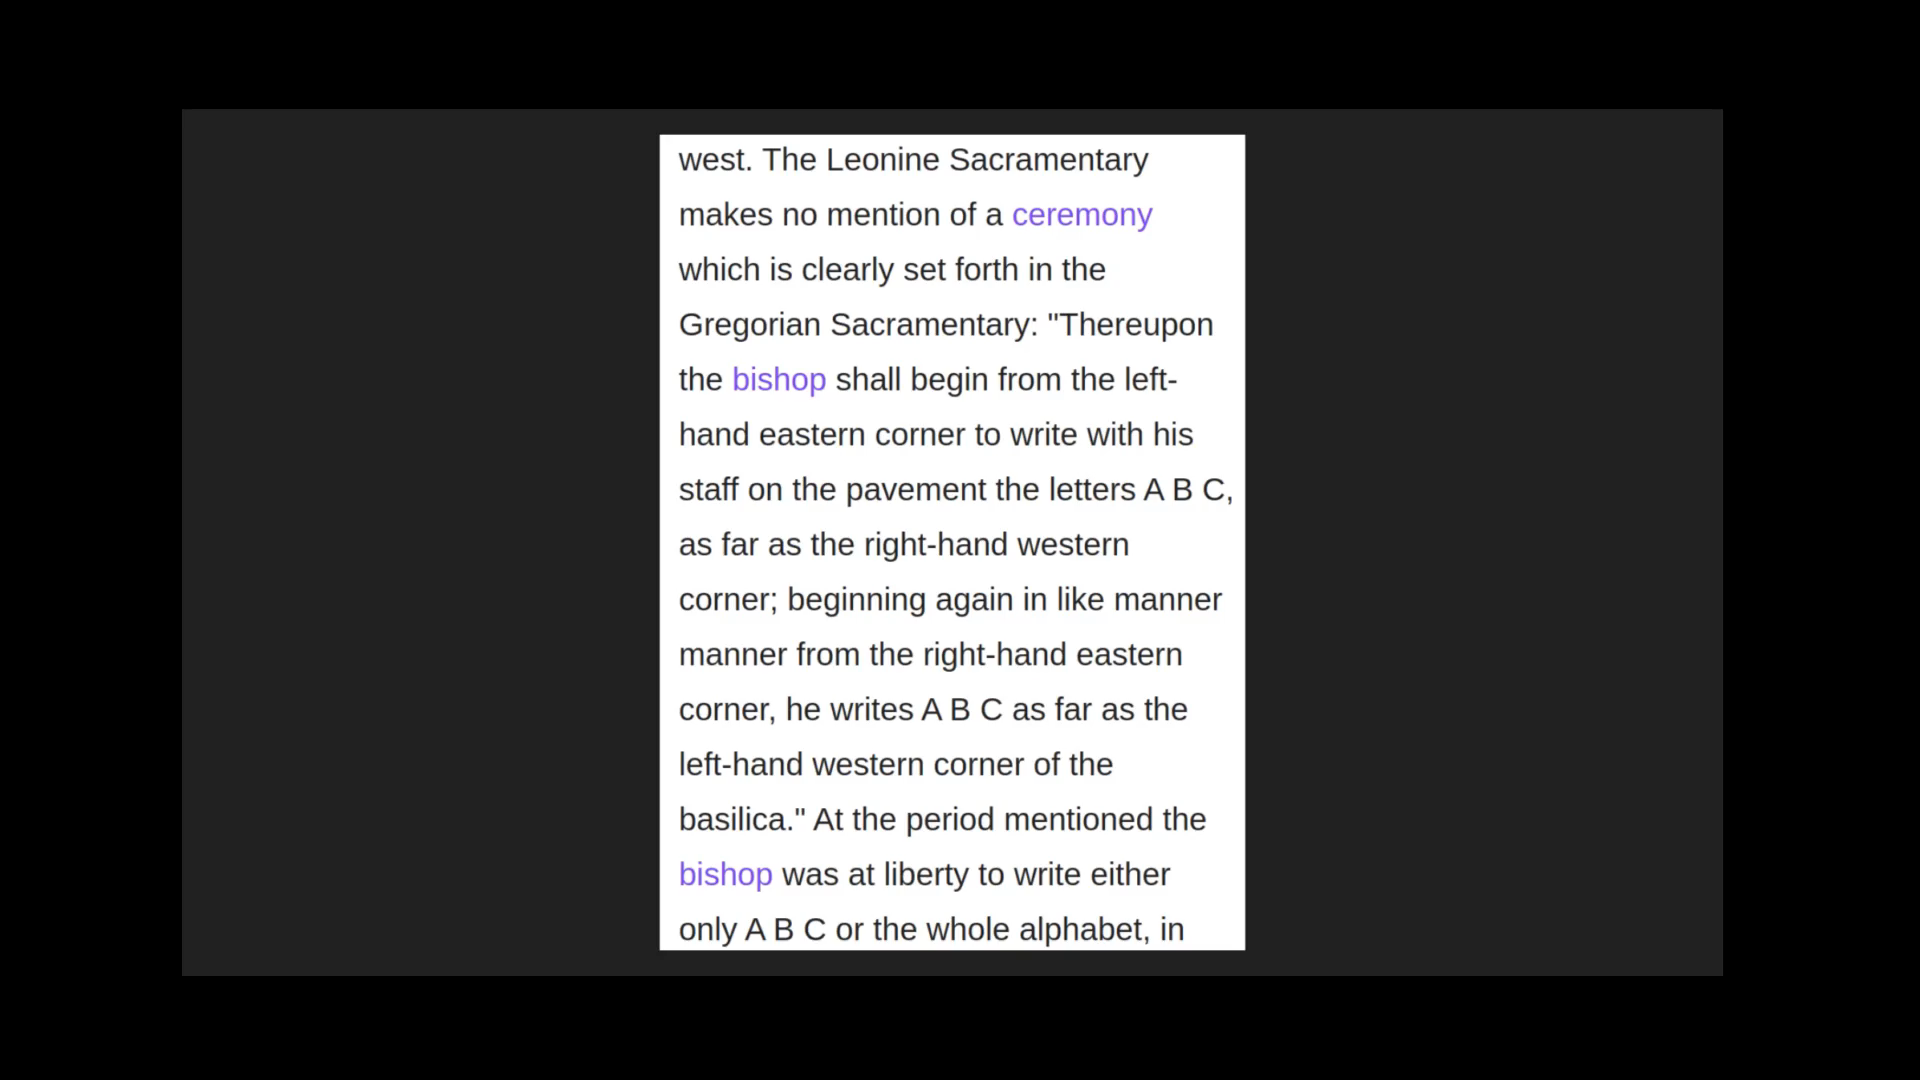 west. The Leonine Sacramentary
makes no mention of a ceremony
which is clearly set forth in the
Gregorian Sacramentary: "Thereupon
the bishop shall begin from the left-
hand eastern corner to write with his
staff on the pavement the letters A B C,
as far as the right-hand western
corner; beginning again in like manner
manner from the right-hand eastern
corner, he writes A B C as far as the
left-hand western corner of the
basilica." At the period mentioned the
bishop was at liberty to write either
only A B C or the whole alphabet, in